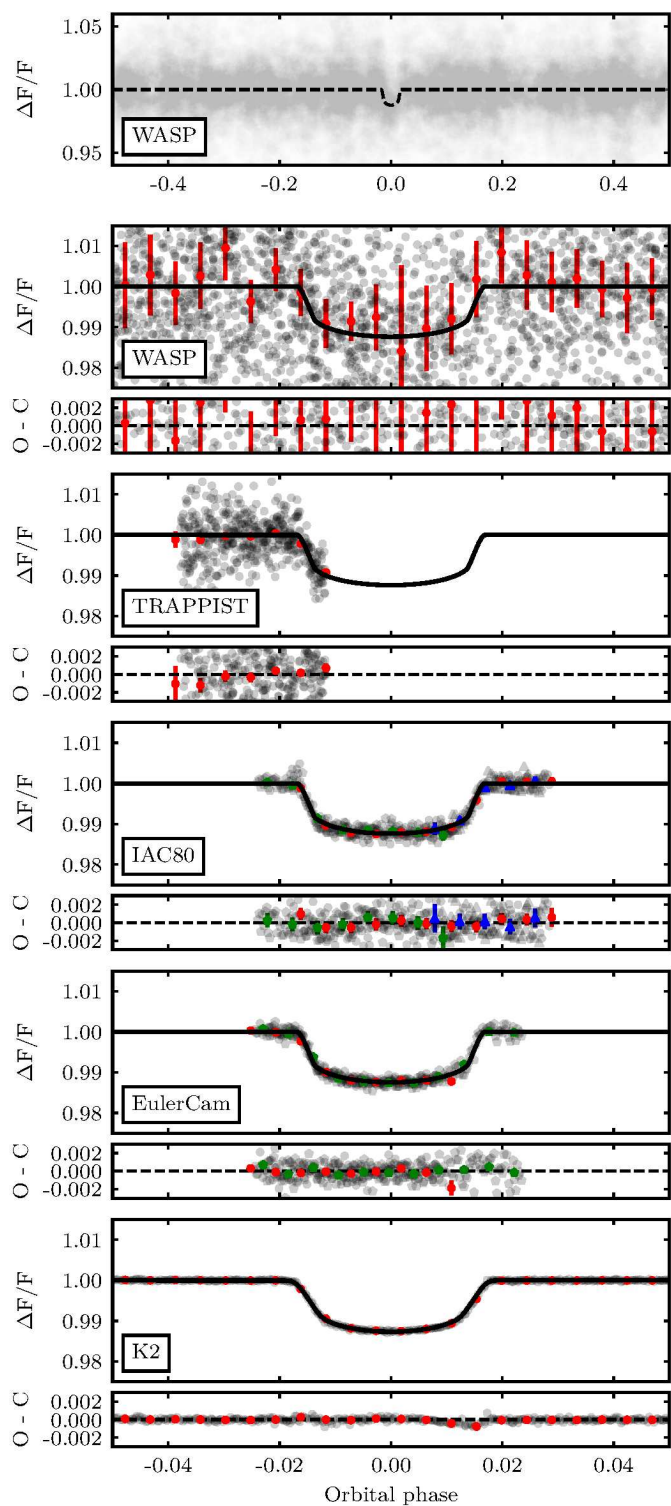 1.05
ΔF/F
1.00
0.95
WASP
-0.4 -0.2 0.0 0.2 0.4
1.01
ΔF/F
1.00
0.99
0.98
WASP
O - C
0.002
0.000
-0.002
1.01
ΔF/F
1.00
0.99
0.98
TRAPPIST
O - C
0.002
0.000
-0.002
1.01
ΔF/F
1.00
0.99
0.98
IAC80
O - C
0.002
0.000
-0.002
1.01
ΔF/F
1.00
0.99
0.98
EulerCam
O - C
0.002
0.000
-0.002
1.01
ΔF/F
1.00
0.99
0.98
K2
O - C
0.002
0.000
-0.002
-0.04 -0.02 0.00 0.02 0.04
Orbital phase